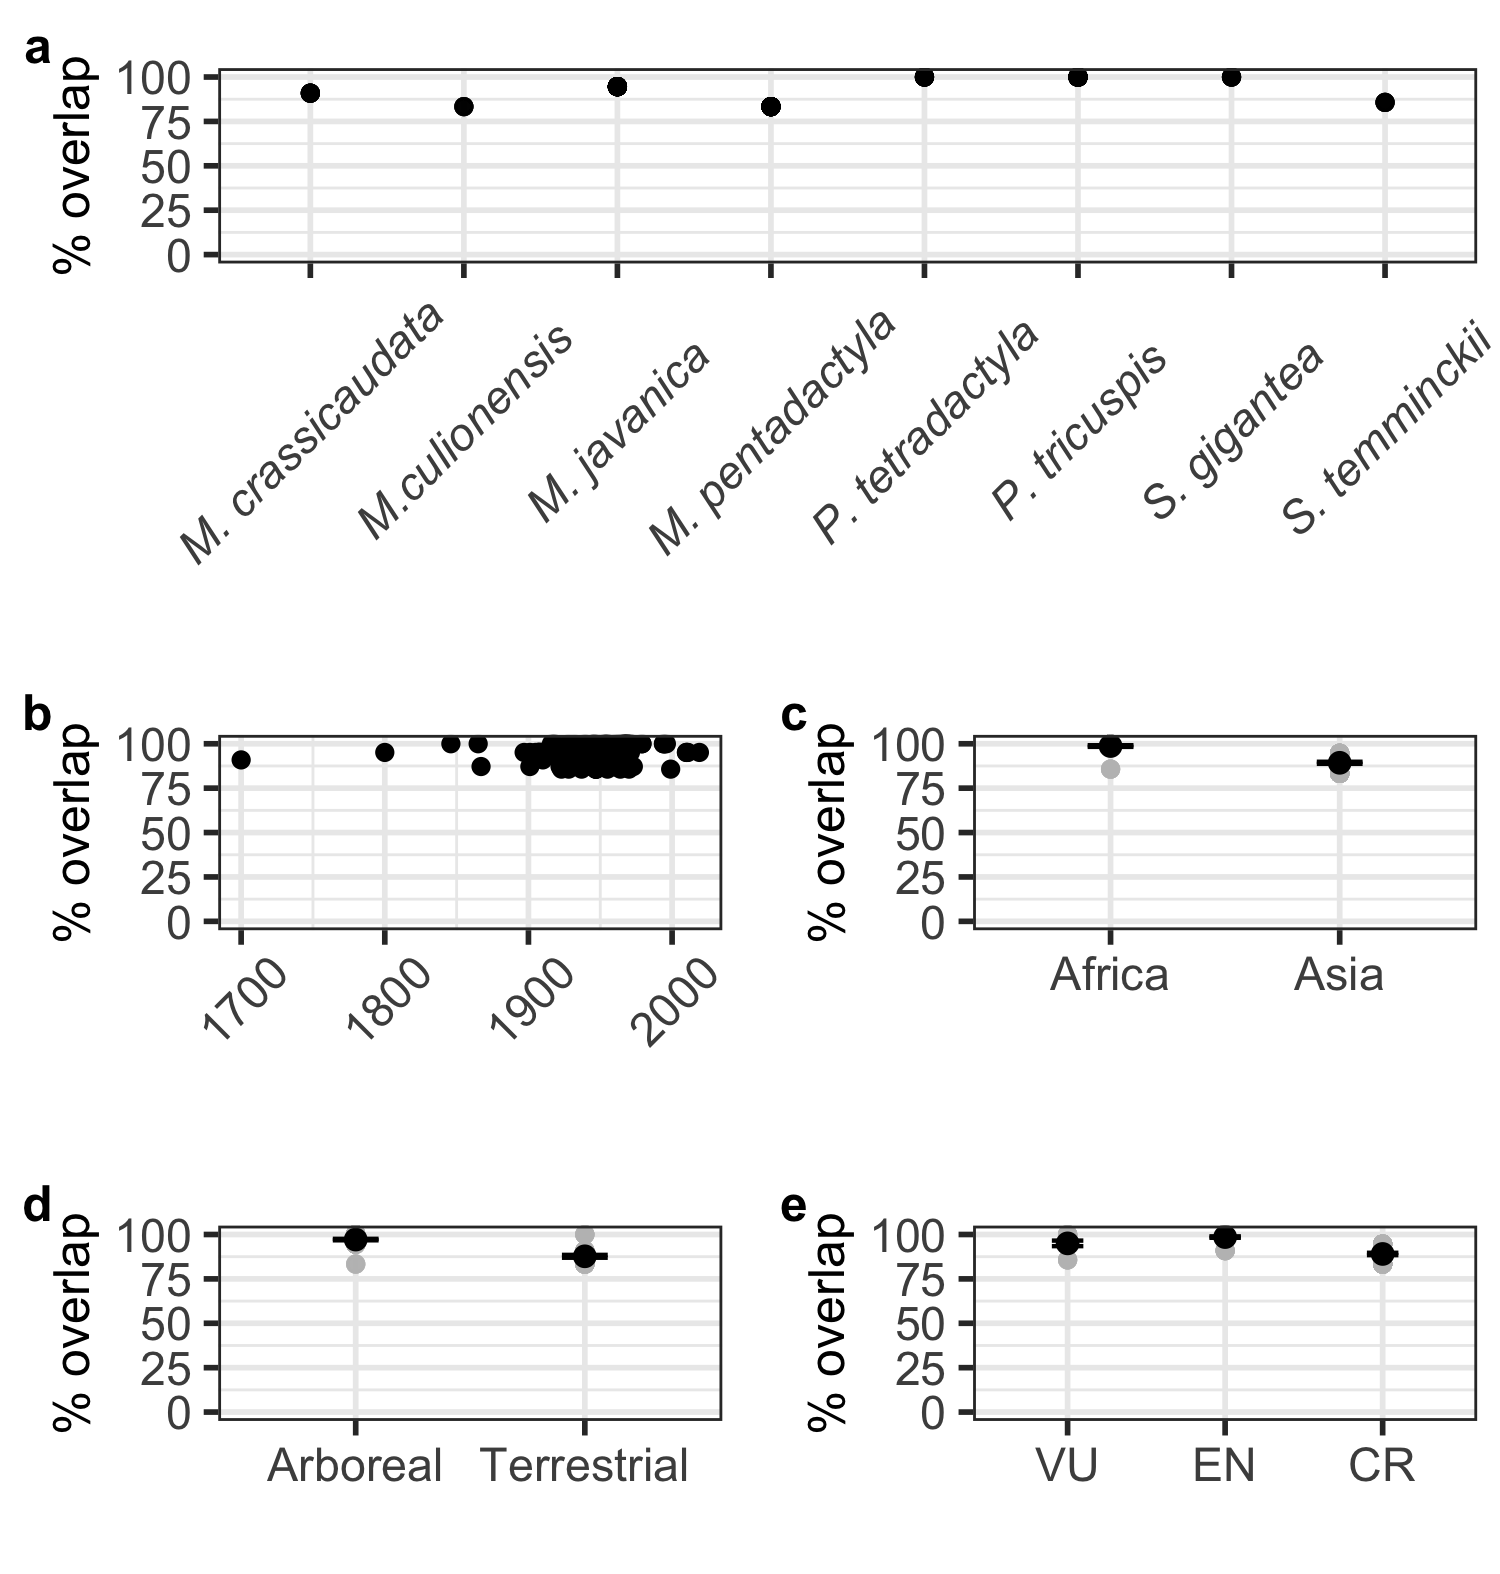 a
% overlap
100
75
50
25
0
M. crassicaudata
M.culionensis
M. javanica
M. pentadactyla
P. tetradactyla
P. tricuspis
S. gigantea
S. temminckii
b
% overlap
100
75
50
25
0
1700
1800
1900
2000
c
% overlap
100
75
50
25
0
Africa
Asia
d
% overlap
100
75
50
25
0
Arboreal
Terrestrial
e
% overlap
100
75
50
25
0
VU
EN
CR